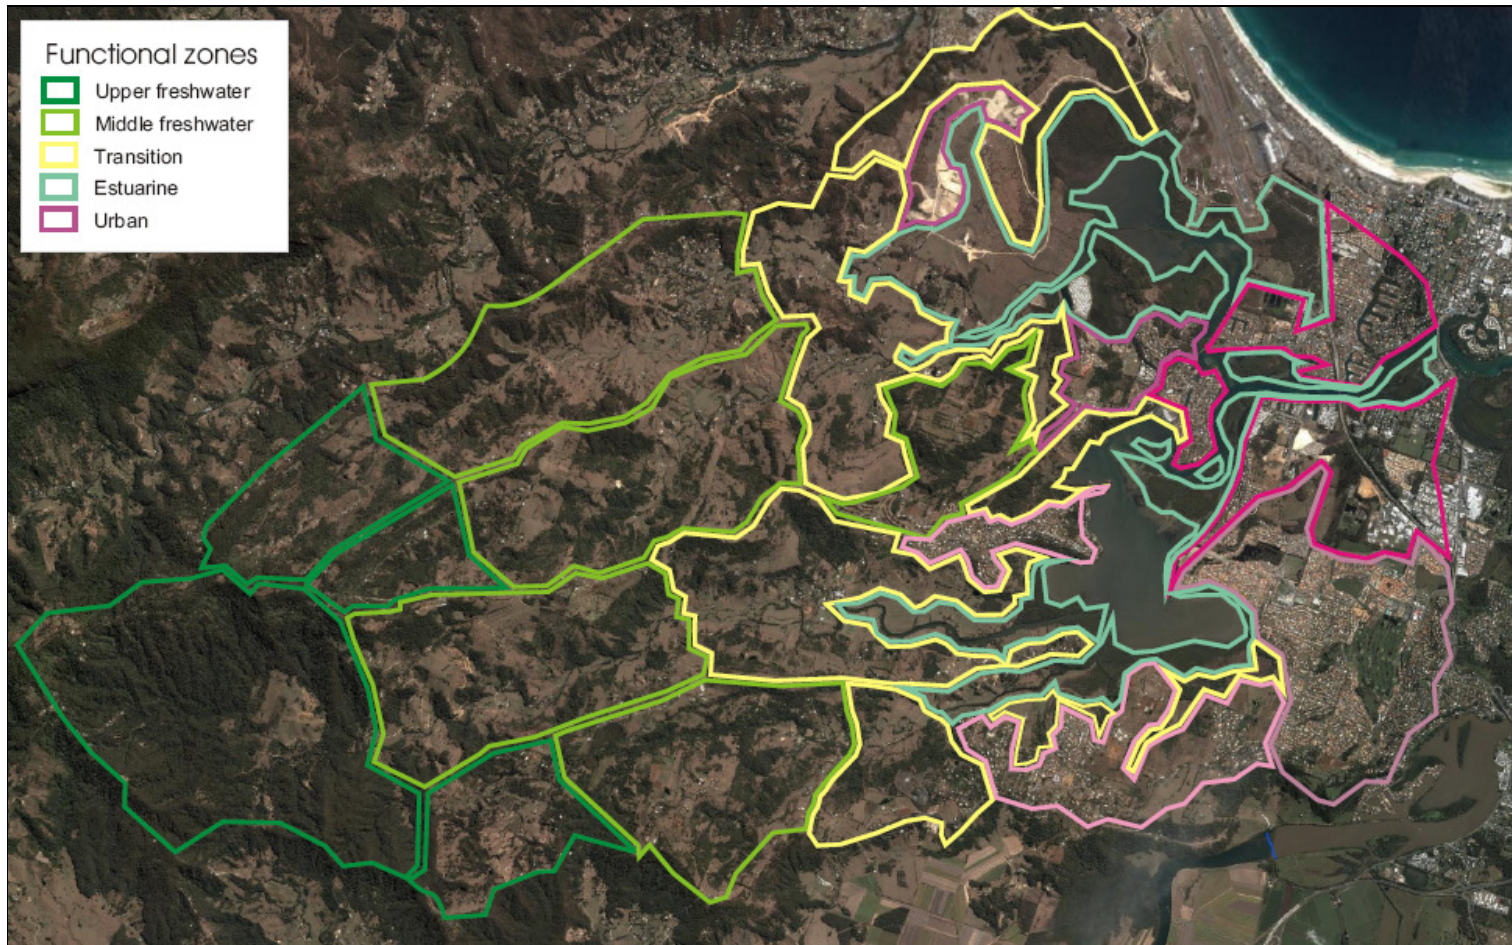 Functional zones
Upper freshwater
Middle freshwater
Transition
Estuarine
Urban